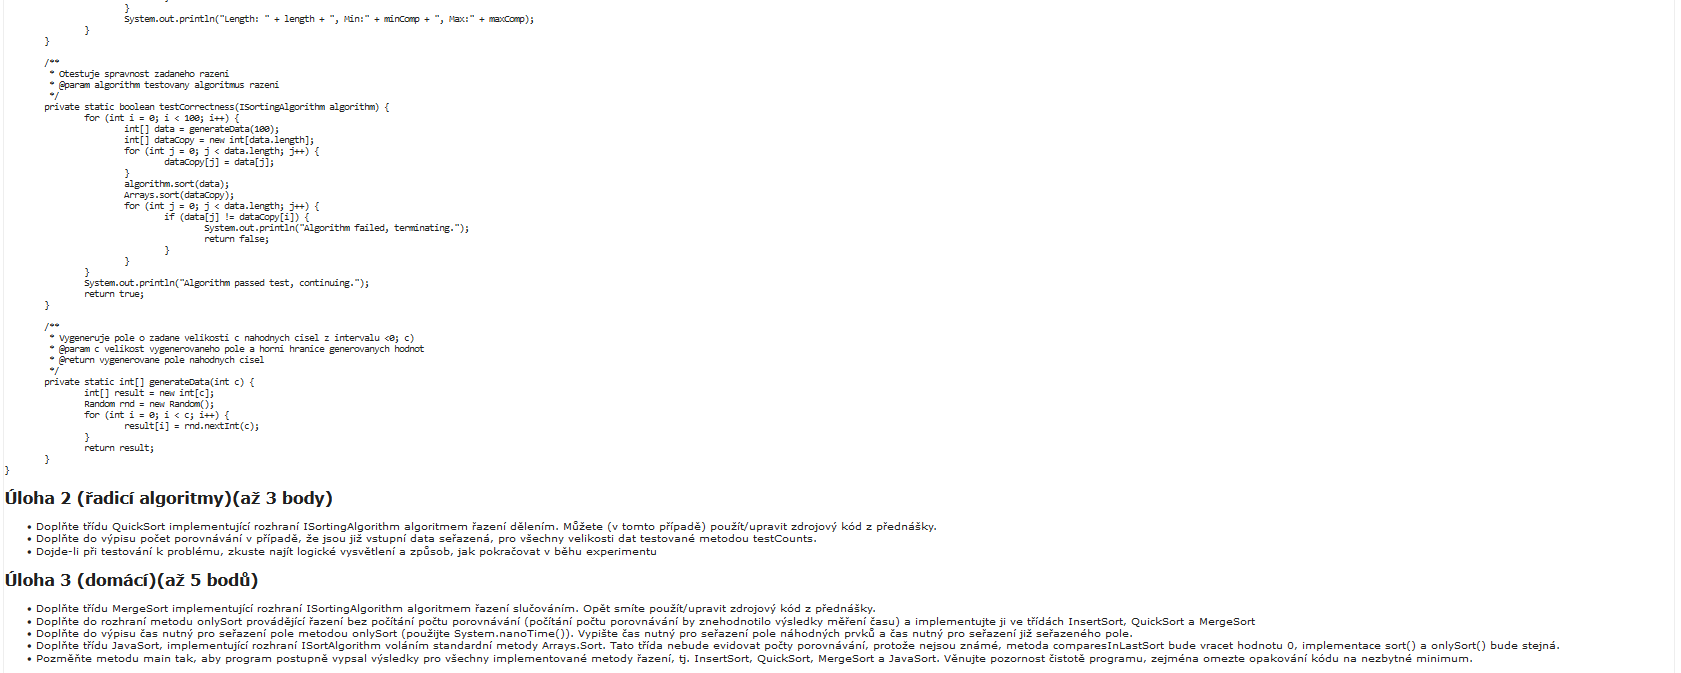 }
System.out.println("Length: " + length + ", Min:" + minComp + ", Max:" + maxComp);
}
}
/**
* Otestuje spravnost zadaneho razeni
* @param algorithm testovany algoritmus razeni
*/
private static boolean testCorrectness(ISortingAlgorithm algorithm) {
for (int i = 0; i < 100; i++) {
int[] data = generateData(100);
int[] dataCopy = new int[data.length];
for (int j = 0; j < data.length; j++) {
dataCopy[j] = data[j];
}
algorithm.sort(data);
Arrays.sort(dataCopy);
for (int j = 0; j < data.length; j++) {
if (data[j] != dataCopy[i]) {
System.out.println("Algorithm failed, terminating.");
return false;
}
}
}
System.out.println("Algorithm passed test, continuing.");
return true;
}
/**
* Vygeneruje pole o zadane velikosti c nahodnych cisel z intervalu <0; c)
* @param c velikost vygenerovaneho pole a horni hranice generovanych hodnot
* @return vygenerovane pole nahodnych cisel
*/
private static int[] generateData(int c) {
int[] result = new int[c];
Random rnd = new Random();
for (int i = 0; i < c; i++) {
result[i] = rnd.nextInt(c);
}
return result;
}
}
Úloha 2 (řadicí algoritmy)(až 3 body)
• Doplňte třídu QuickSort implementující rozhraní ISortingAlgorithm algoritmem řazení dělením. Můžete (v tomto případě) použít/upravit zdrojový kód z přednášky.
• Doplňte do výpisu počet porovnávání v případě, že jsou již vstupní data seřazená, pro všechny velikosti dat testované metodou testCounts.
• Dojde-li při testování k problému, zkuste najít logické vysvětlení a způsob, jak pokračovat v běhu experimentu
Úloha 3 (domácí)(až 5 bodů)
• Doplňte třídu MergeSort implementující rozhraní ISortingAlgorithm algoritmem řazení slučováním. Opět smíte použít/upravit zdrojový kód z přednášky.
• Doplňte do rozhraní metodu onlySort provádějící řazení bez počítání počtu porovnávání (počítání počtu porovnávání by znehodnotilo výsledky měření času) a implementujte ji ve třídách InsertSort, QuickSort a MergeSort
• Doplňte do výpisu čas nutný pro seřazení pole metodou onlySort (použijte System.nanoTime()). Vypište čas nutný pro seřazení pole náhodných prvků a čas nutný pro seřazení již seřazeného pole.
• Doplňte třídu JavaSort, implementující rozhraní ISortAlgorithm voláním standardní metody Arrays.Sort. Tato třída nebude evidovat počty porovnávání, protože nejsou známé, metoda comparesInLastSort bude vracet hodnotu 0, implementace sort() a onlySort() bude stejná.
• Pozměňte metodu main tak, aby program postupně vypsal výsledky pro všechny implementované metody řazení, tj. InsertSort, QuickSort, MergeSort a JavaSort. Věnujte pozornost čistotě programu, zejména omezte opakování kódu na nezbytné minimum.